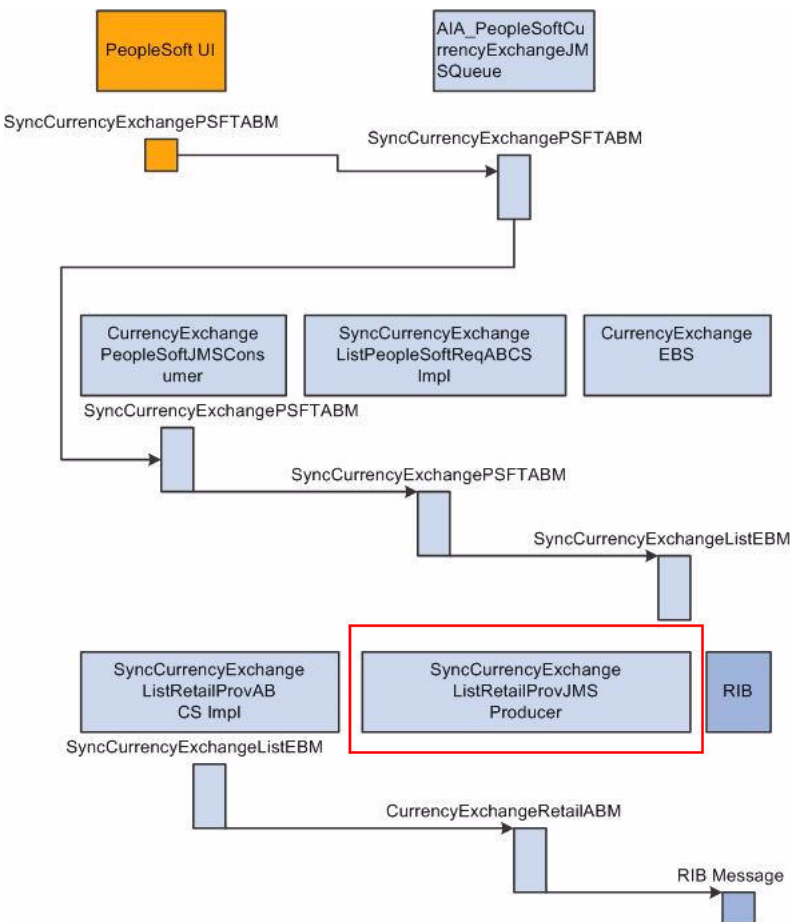 PeopleSoft UI
AIA_PeopleSoftCu
rrencyExchangeJM
SQueue
SyncCurrencyExchangePSFTABM
SyncCurrencyExchangePSFTABM
CurrencyExchange
PeopleSoftJMSCons
umer
SyncCurrencyExchange
ListPeopleSoftReqABCS
Impl
CurrencyExchange
EBS
SyncCurrencyExchangePSFTABM
SyncCurrencyExchangePSFTABM
SyncCurrencyExchangeListEBM
SyncCurrencyExchange
ListRetailProvAB
CS Impl
SyncCurrencyExchange
ListRetailProvJMS
Producer
RIB
SyncCurrencyExchangeListEBM
CurrencyExchangeRetailABM
RIB Message